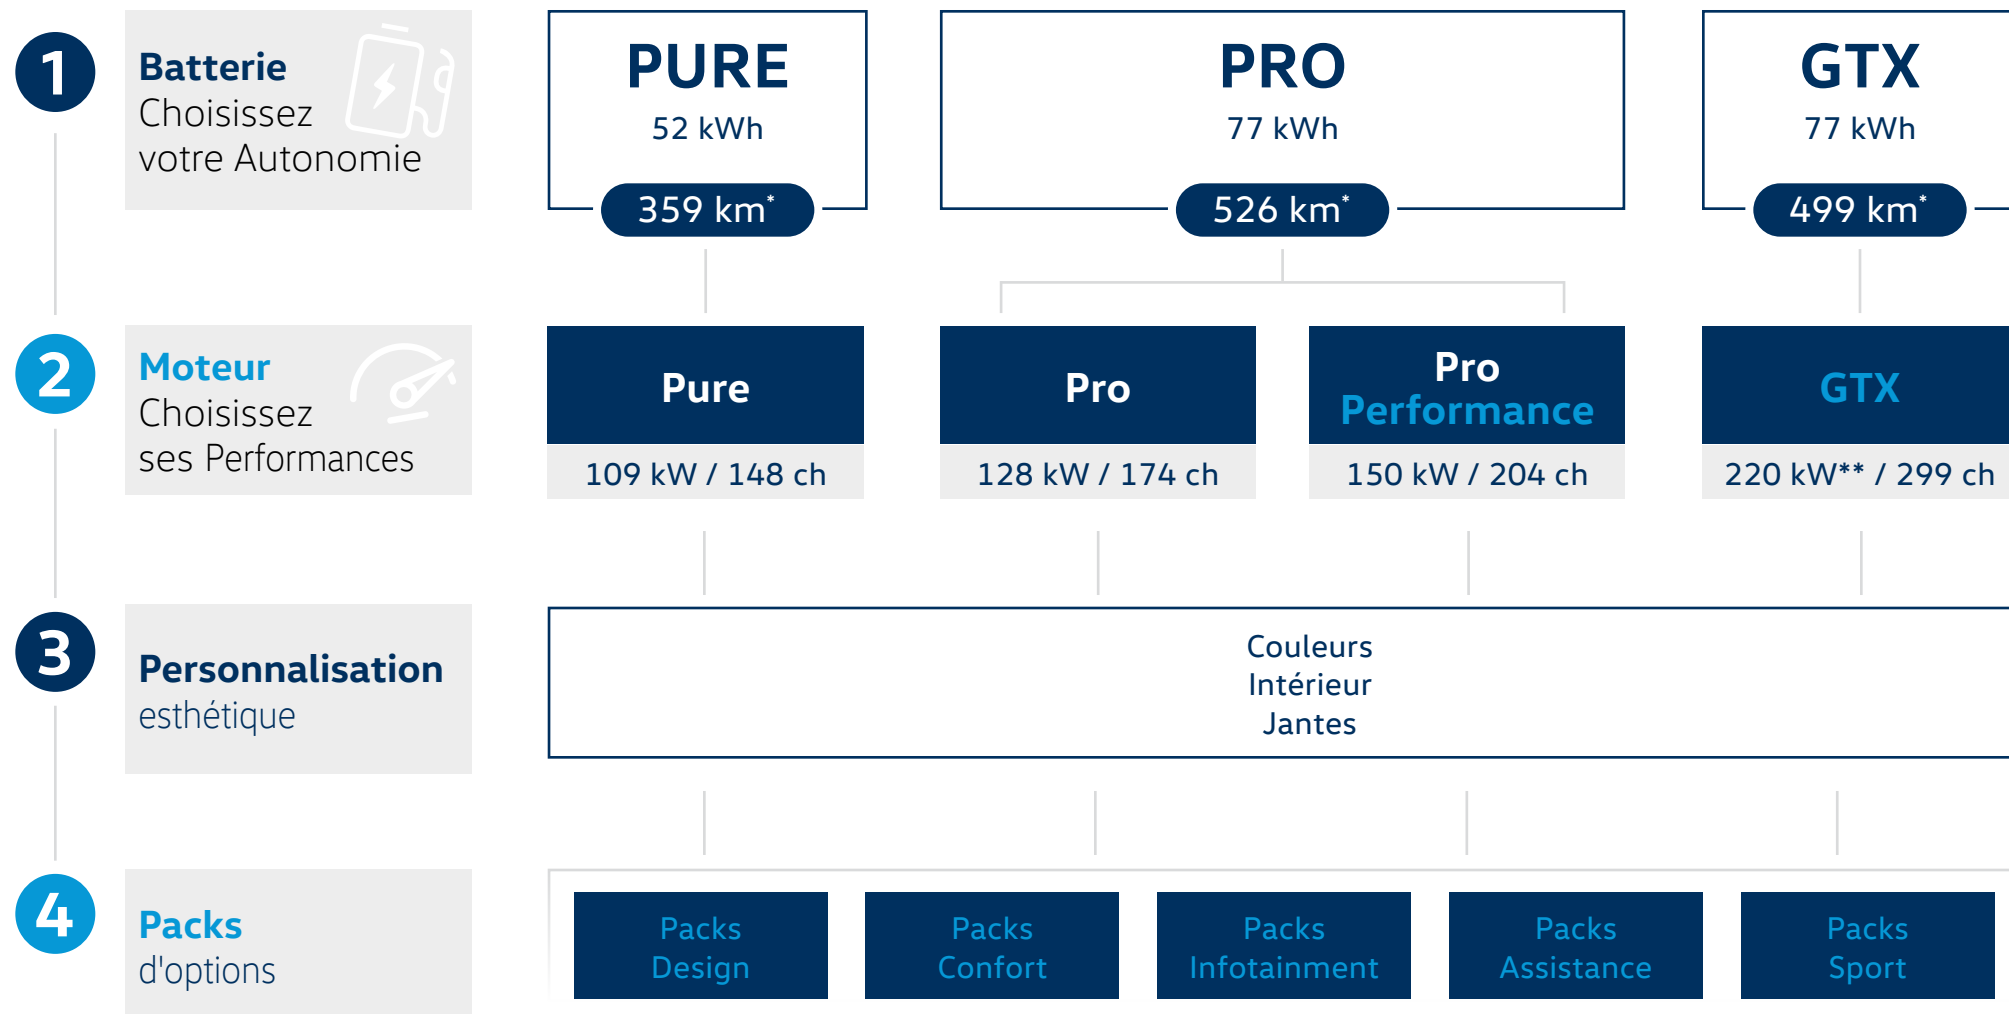 1
Batterie
Choisissez
votre Autonomie
PURE
52 kWh
359 km*
PRO
77 kWh
526 km*
GTX
77 kWh
499 km*
2
Moteur
Choisissez
ses Performances
Pure
109 kW / 148 ch
Pro
128 kW / 174 ch
Pro
Performance
150 kW / 204 ch
GTX
220 kW** / 299 ch
3
Personnalisation
esthétique
Couleurs
Intérieur
Jantes
4
Packs
d'options
Packs
Design
Packs
Confort
Packs
Infotainment
Packs
Assistance
Packs
Sport